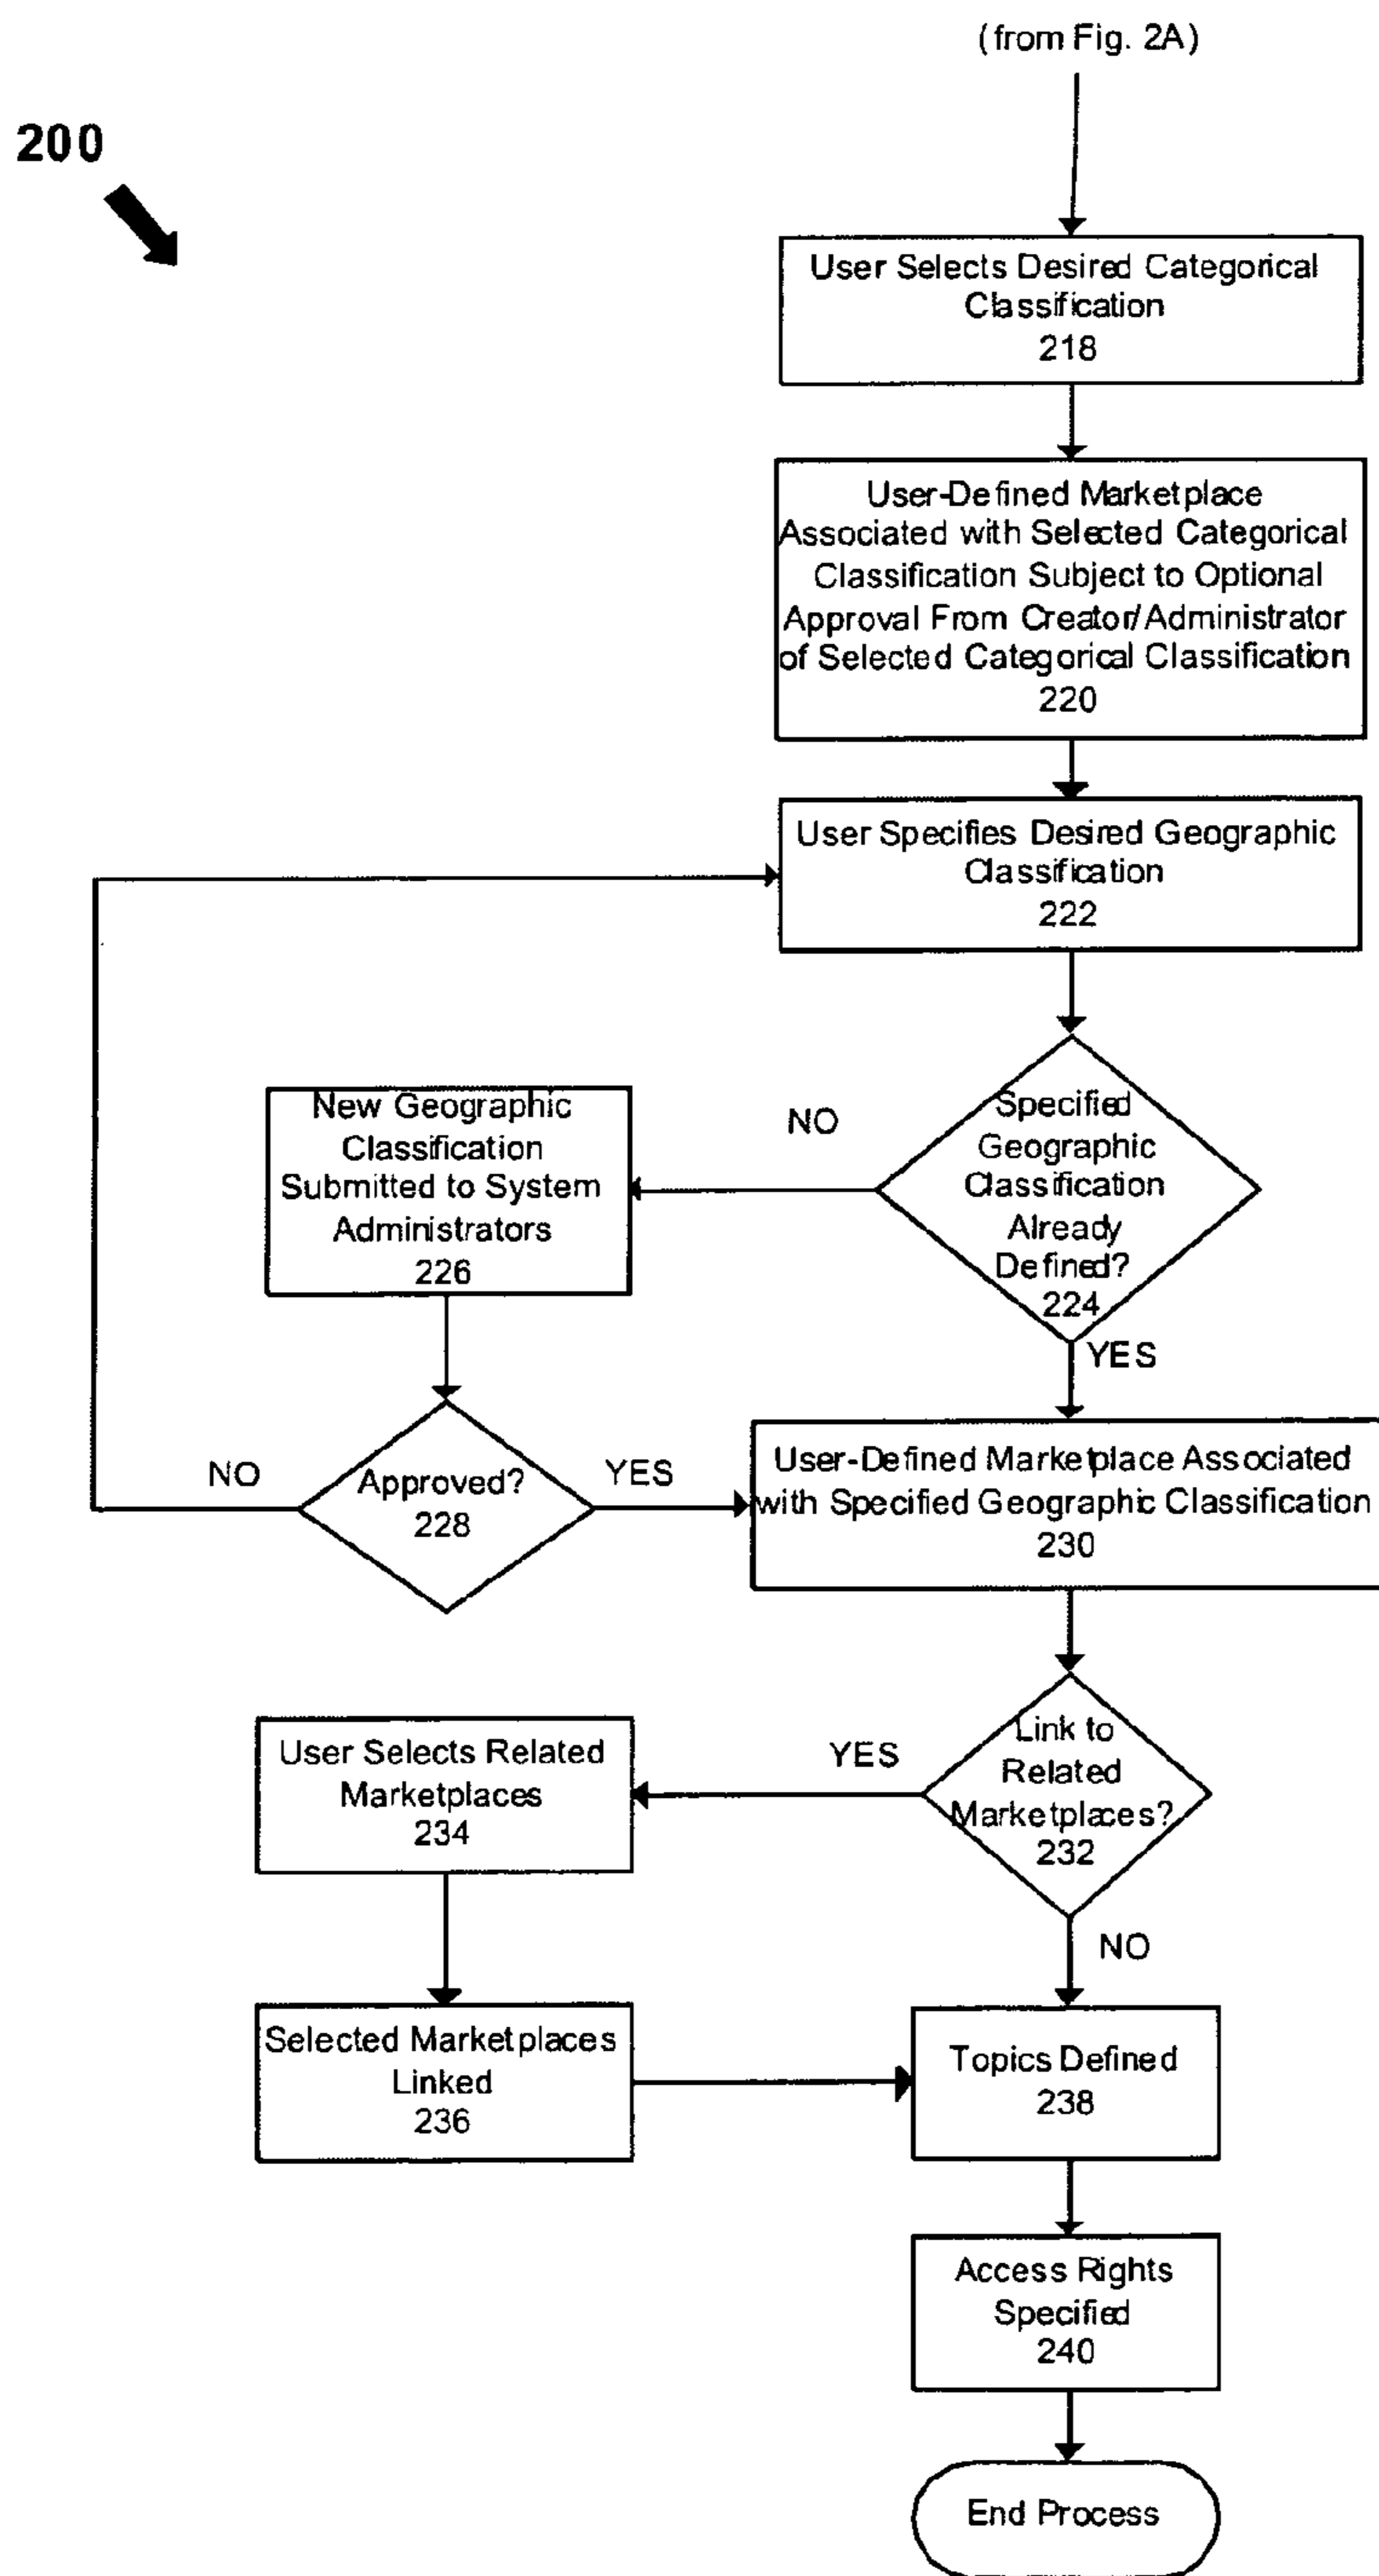 (from Fig. 2A)
200
User Selects Desired Categorical
Classification
218
User-Defined Marketplace
Associated with Selected Categorical
Classification Subject to Optional
Approval From Creator/Administrator
of Selected Categorical Classification
220
User Specifies Desired Geographic
Classification
222
Specified
Geographic
Classification
Already
Defined?
224
NO
New Geographic
Classification
Submitted to System
Administrators
226
YES
Approved?
228
NO
YES
User-Defined Marketplace Associated
with Specified Geographic Classification
230
Link to
Related
Marketplaces?
232
YES
User Selects Related
Marketplaces
234
NO
Selected Marketplaces
Linked
236
Topics Defined
238
Access Rights
Specified
240
End Process